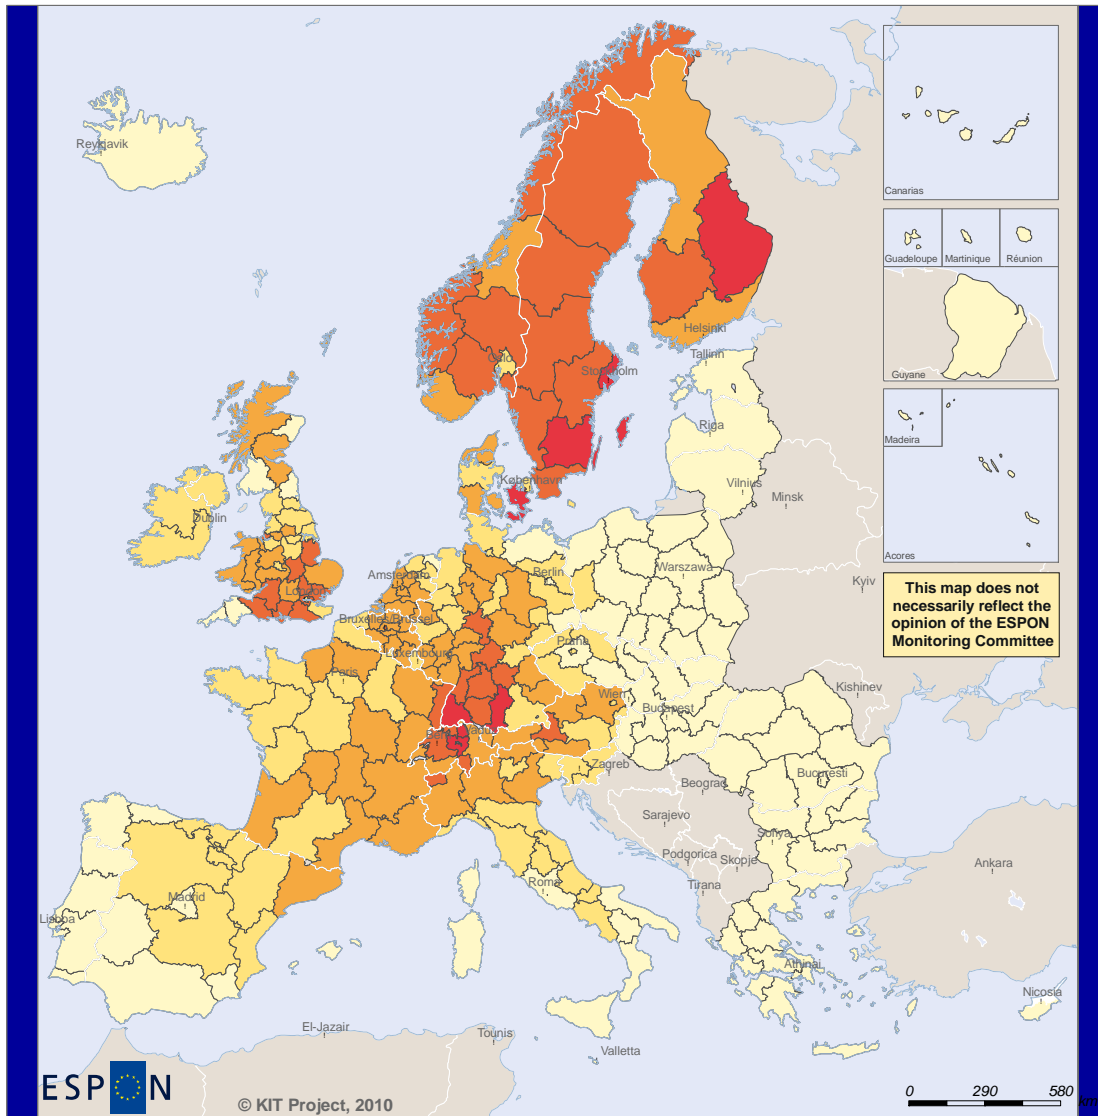 Reykjavik
Canarias
Guadeloupe
Martinique
Réunion
Guyane
Madeira
Acores
Helsinki
Tallinn
Oslo
Stockholm
Riga
København
Vilnius
Minsk
Dublin
Amsterdam
Berlin
Warszawa
London
Kyiv
This map does not
necessarily reflect the
opinion of the ESPON
Monitoring Committee
Bruxelles/Brussel
Praha
Luxembourg
Paris
Kishinev
Wien
Budapest
Bern
Vaduz
Zagreb
Bucuresti
Beograd
Sarajevo
Sofiya
Podgorica
Skopje
Ankara
Tirana
Roma
Madrid
Lisboa
Athinai
Nicosia
El-Jazair
Tounis
Valletta
ESPON
© KIT Project, 2010
0 290 580
km